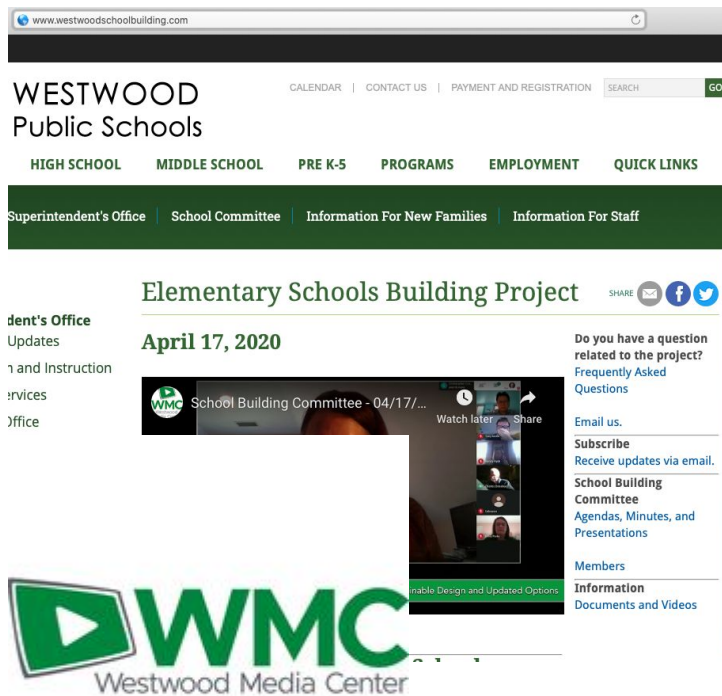 www.westwoodschoolbuilding.com
WESTWOOD
Public Schools
CALENDAR | CONTACT US | PAYMENT AND REGISTRATION
SEARCH
GO
HIGH SCHOOL MIDDLE SCHOOL PRE K-5 PROGRAMS EMPLOYMENT QUICK LINKS
Superintendent's Office | School Committee | Information For New Families | Information For Staff
Elementary Schools Building Project
SHARE
dent's Office
Updates
n and Instruction
ervices
Office
April 17, 2020
WMC
School Building Committee - 04/17/...
Watch later
Share
inable Design and Updated Options
Do you have a question
related to the project?
Frequently Asked
Questions
Email us.
Subscribe
Receive updates via email.
School Building
Committee
Agendas, Minutes, and
Presentations
Members
Information
Documents and Videos
WMC
Westwood Media Center